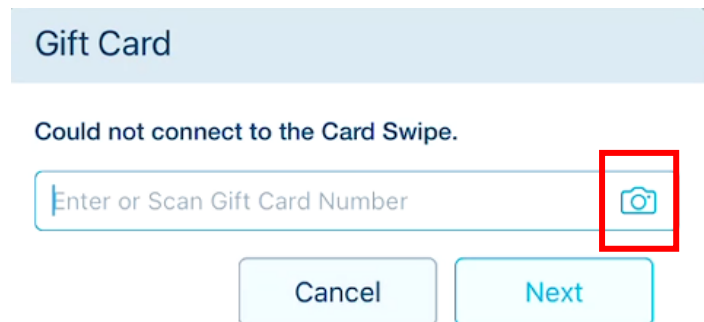 Gift Card
Could not connect to the Card Swipe.
Enter or Scan Gift Card Number
Cancel Next